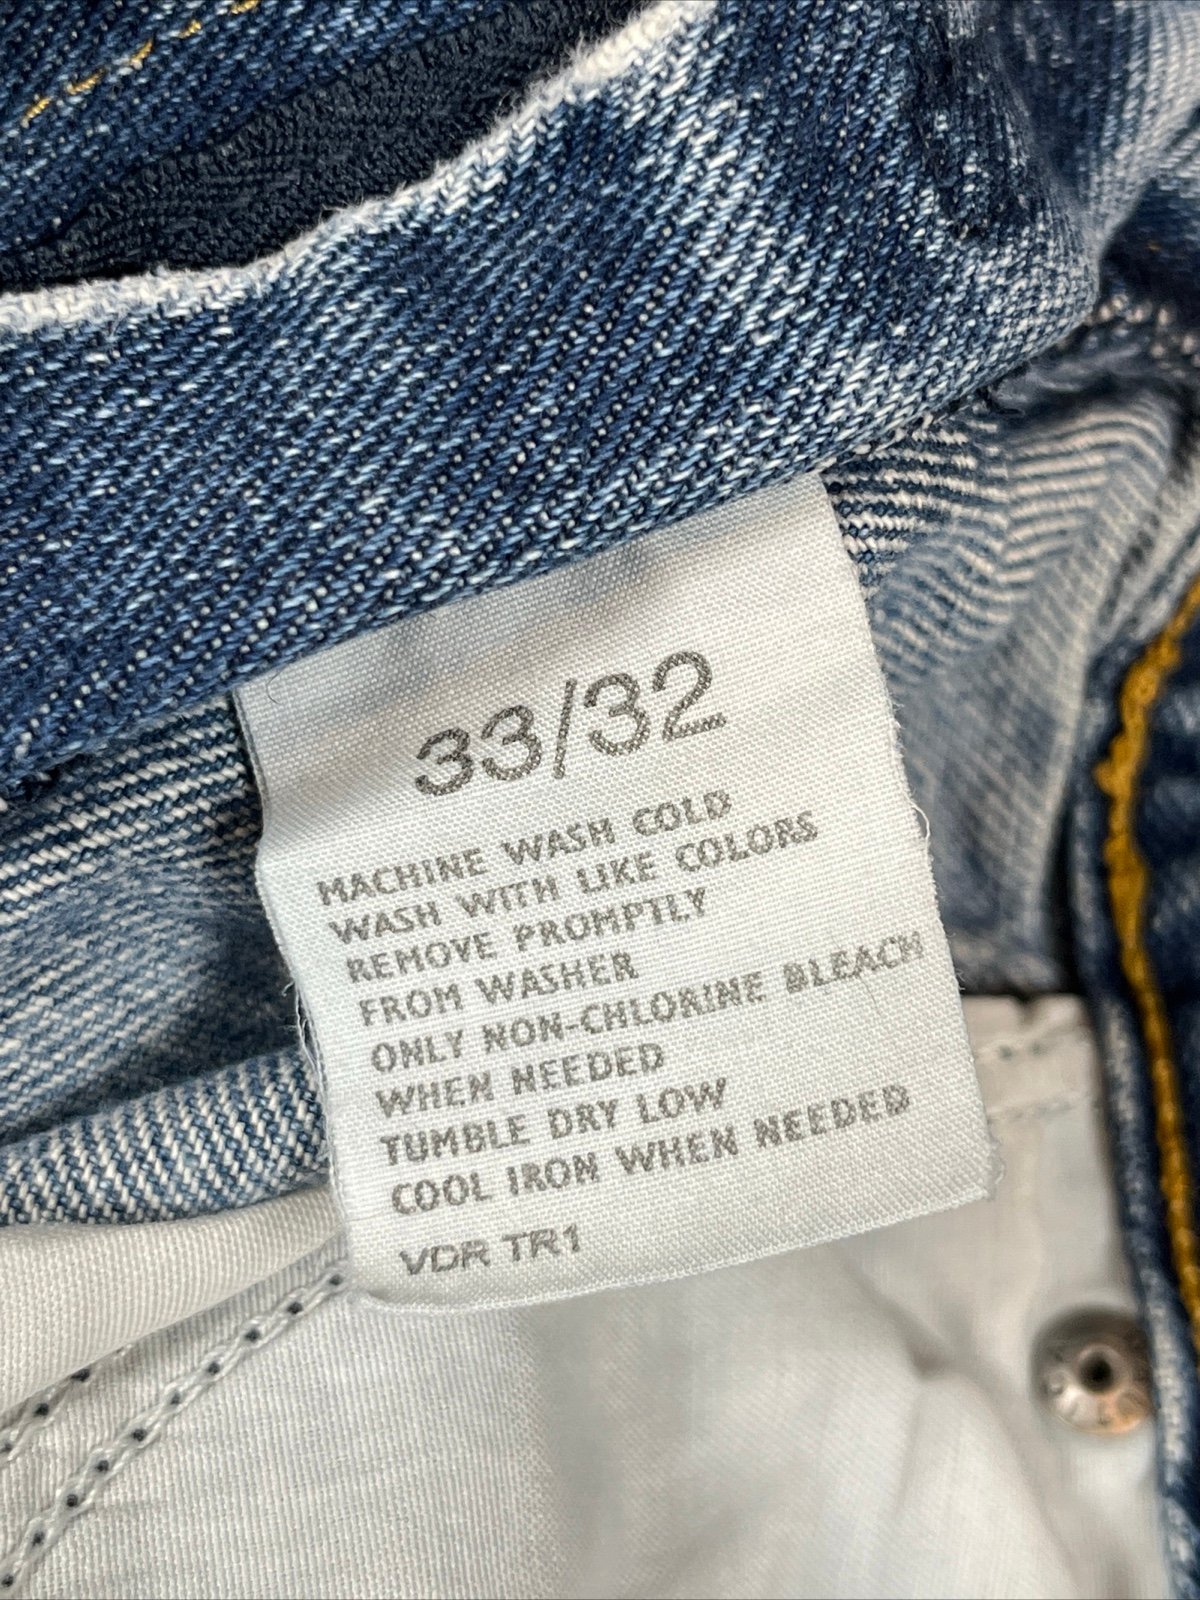 33/32
MACHINE WASH COLD
WASH WITH LIKE COLORS
REMOVE PROMPTLY
FROM WASHER
ONLY NON-CHLORINE BLEACH
WHEN NEEDED
TUMBLE DRY LOW
COOL IRON WHEN NEEDED
VDR TR1